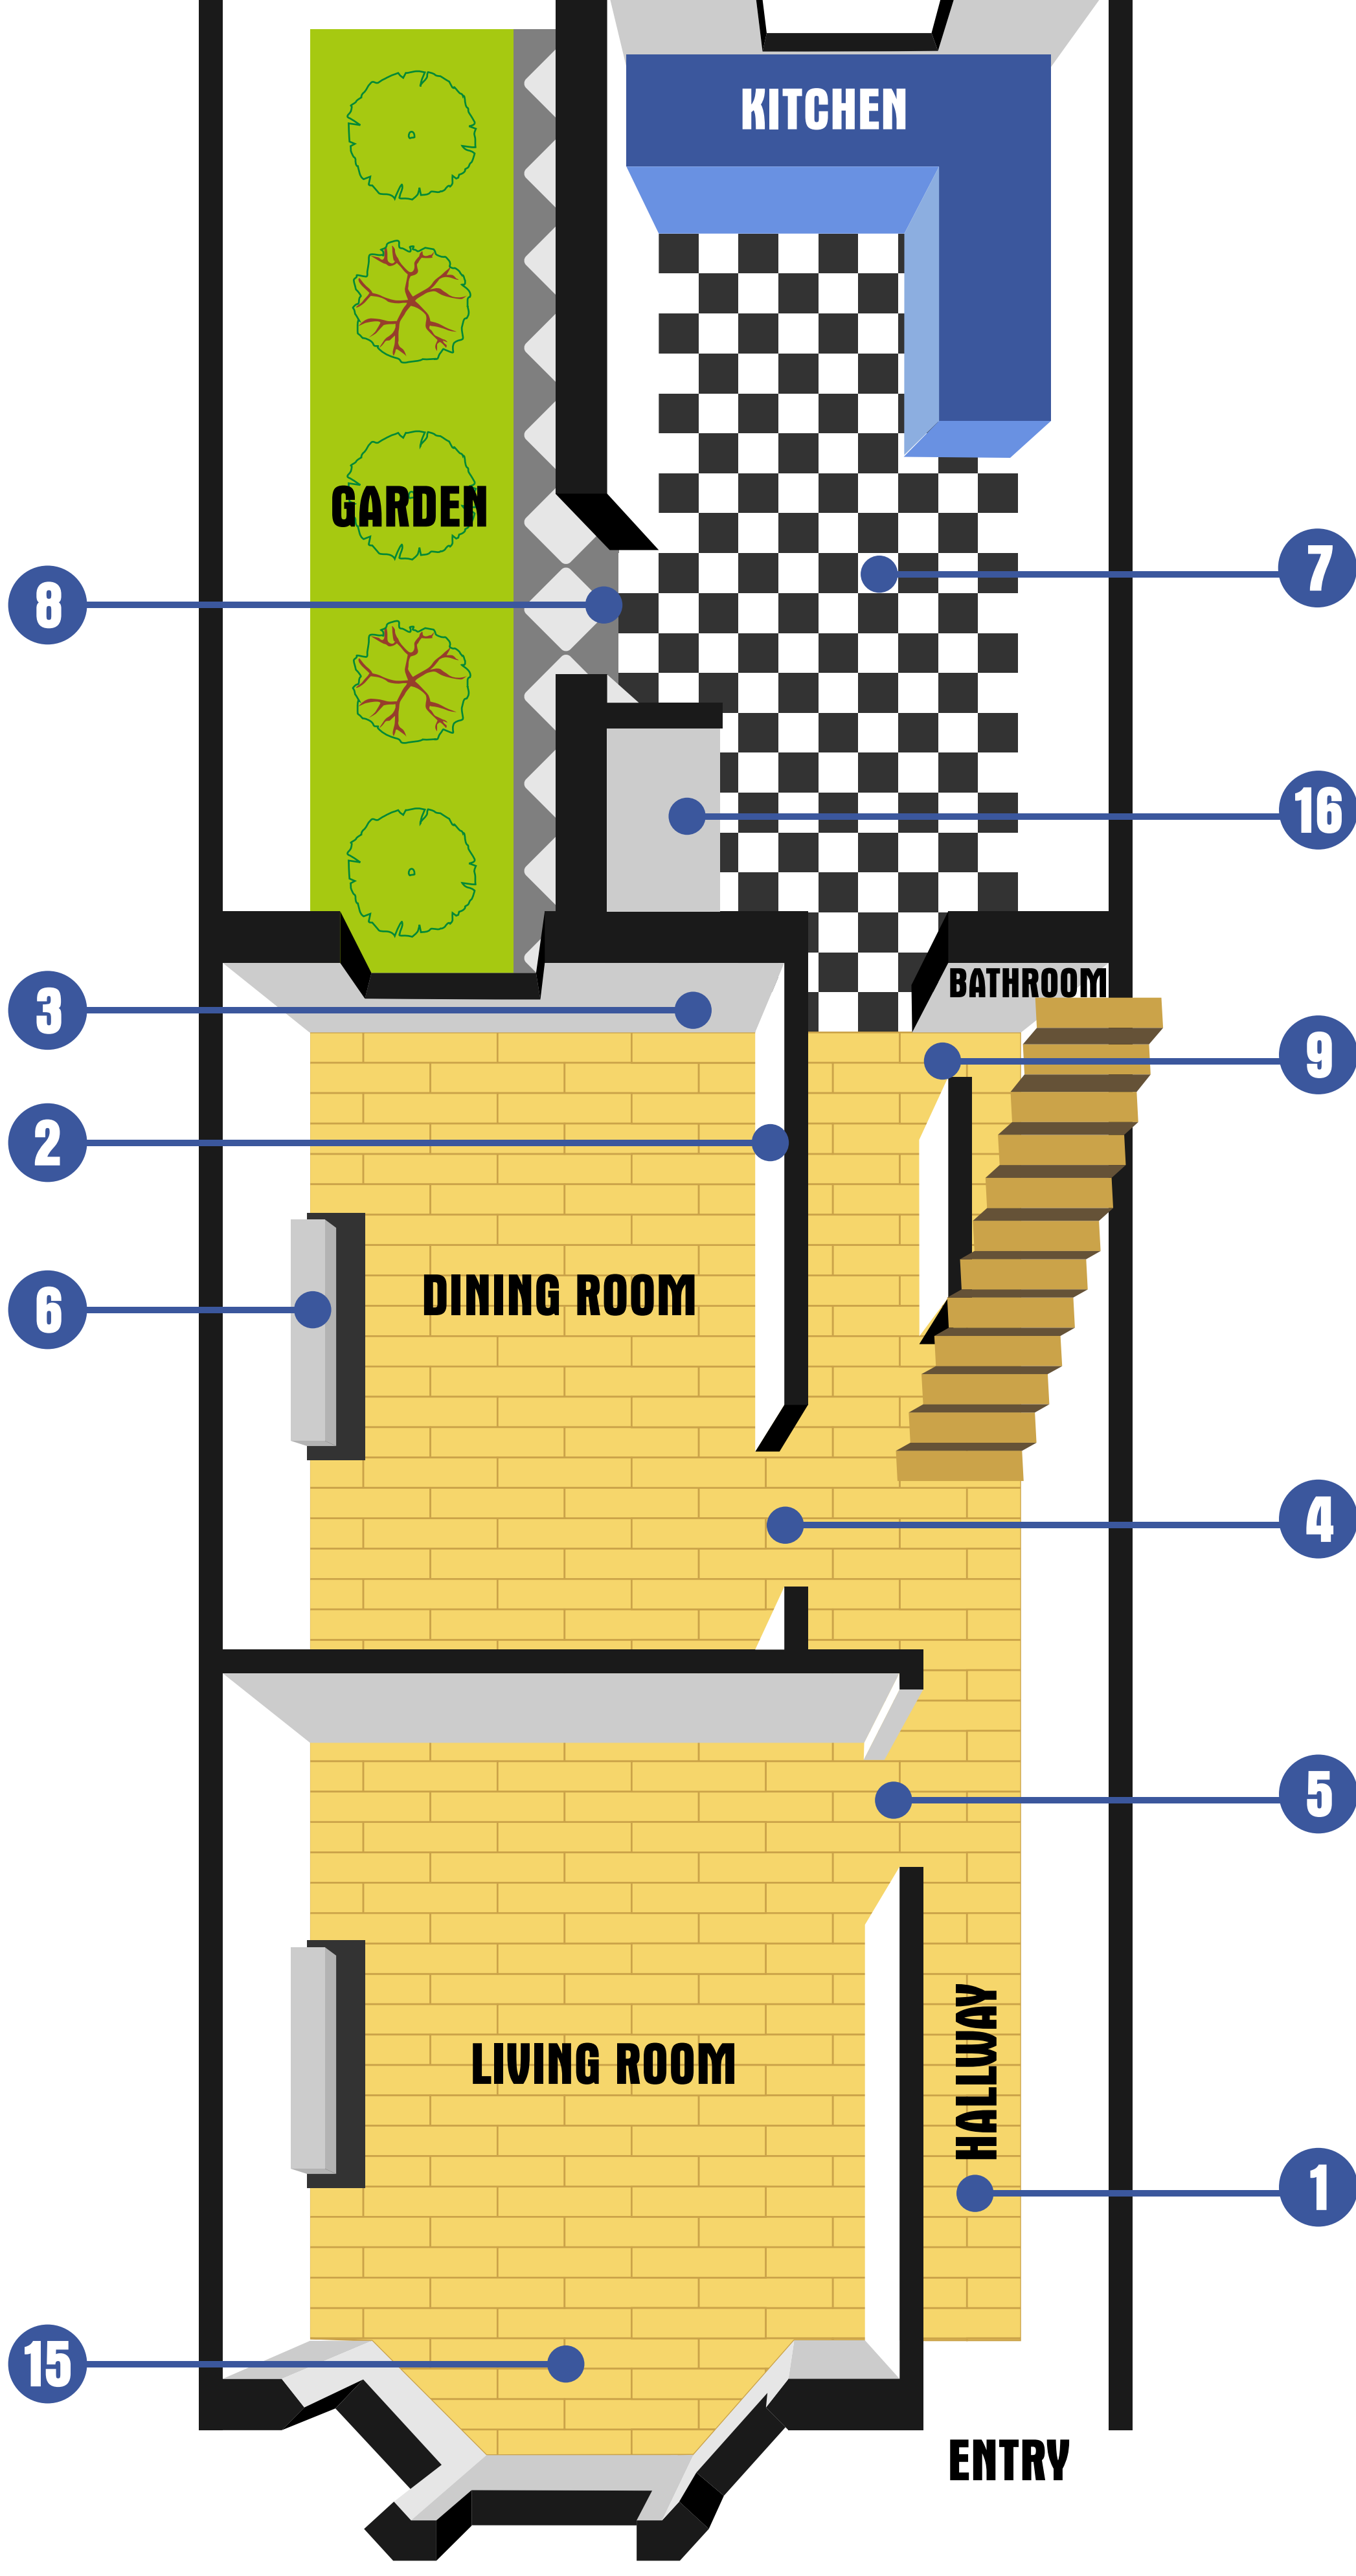 KITCHEN
GARDEN
7
8
16
BATHROOM
3
9
2
DINING ROOM
6
4
5
LIVING ROOM
HALLWAY
1
15
ENTRY